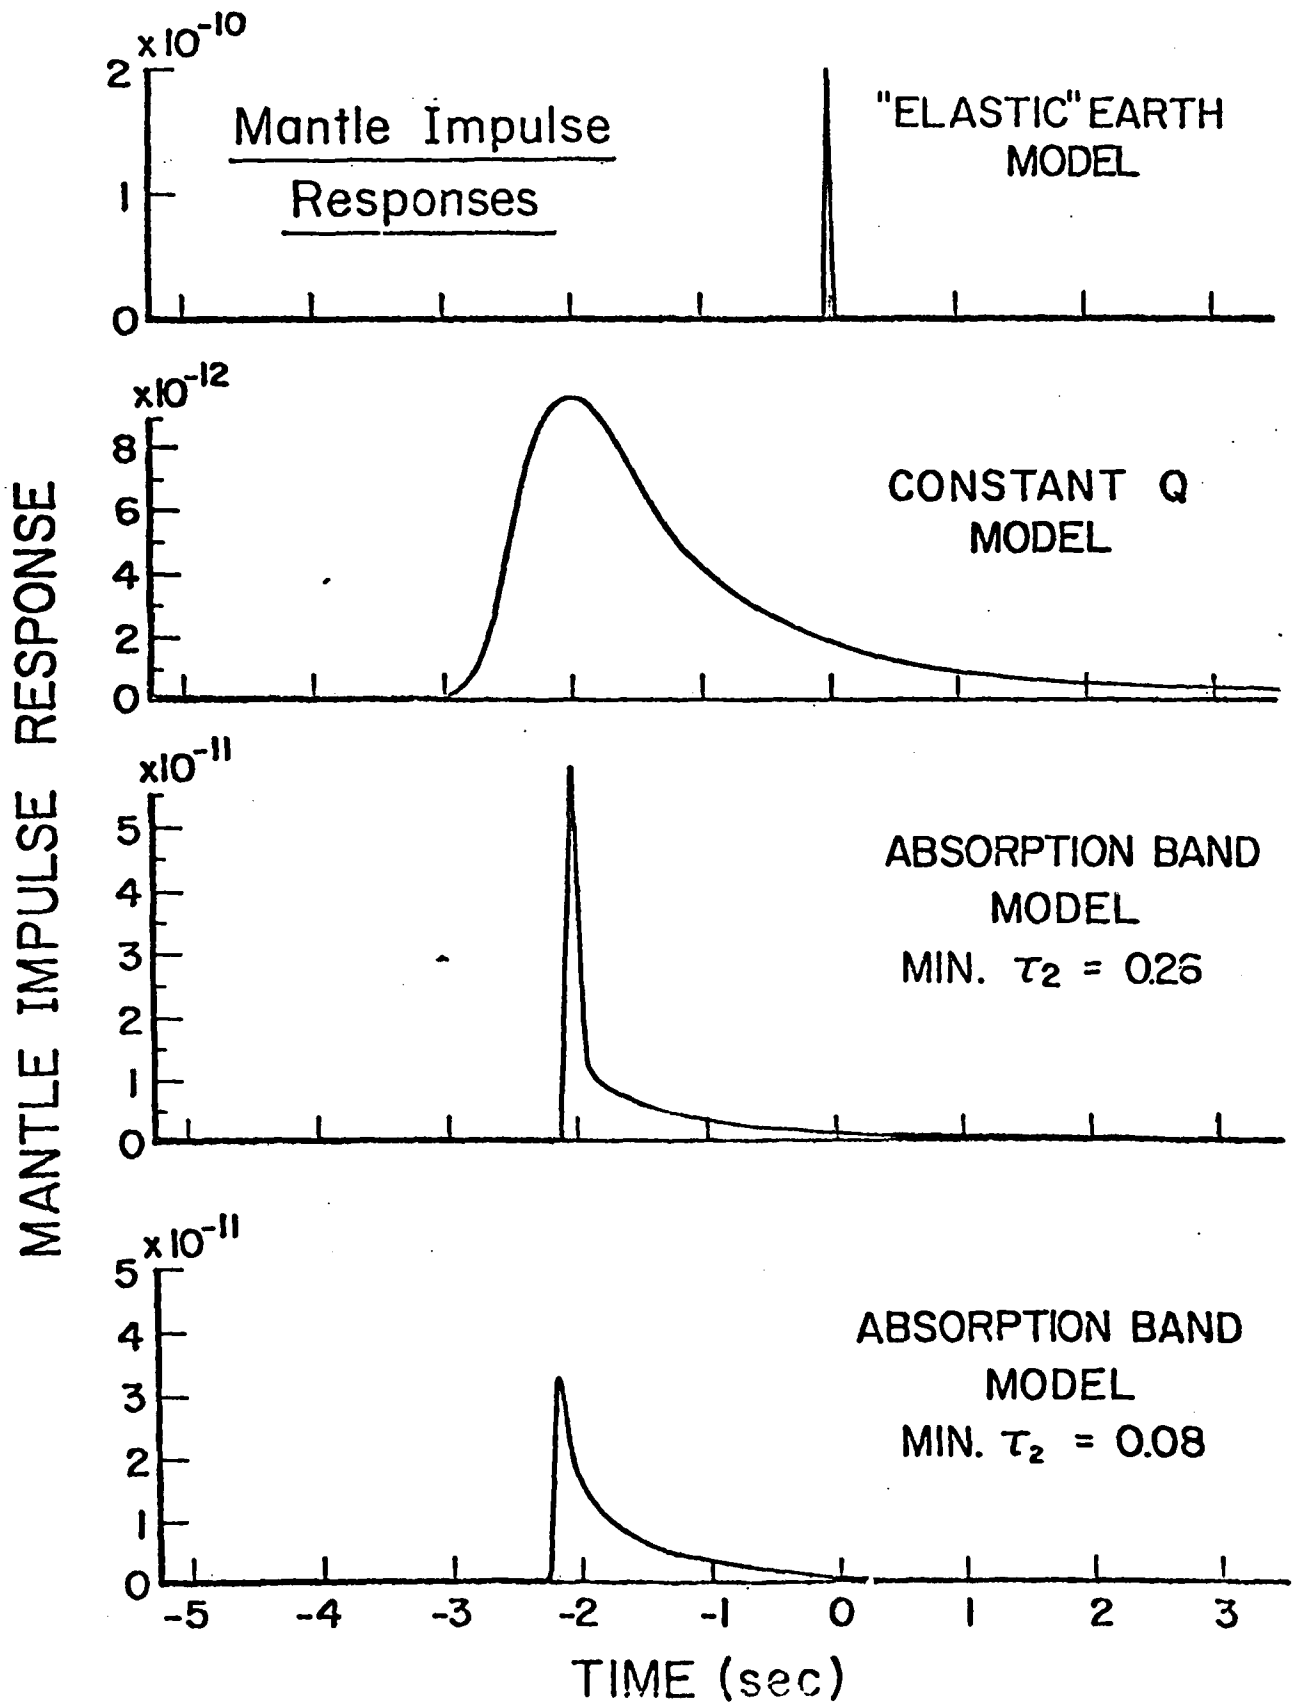 x10-10
2
1
0
Mantle Impulse
Responses
"ELASTIC" EARTH
MODEL
x10-12
8
6
4
2
0
CONSTANT Q
MODEL
MANTLE IMPULSE RESPONSE
x10-11
5
4
3
2
1
0
ABSORPTION BAND
MODEL
MIN. τ2 = 0.26
x10-11
5
4
3
2
1
0
ABSORPTION BAND
MODEL
MIN. τ2 = 0.08
-5 -4 -3 -2 -1 0 1 2 3
TIME (sec)